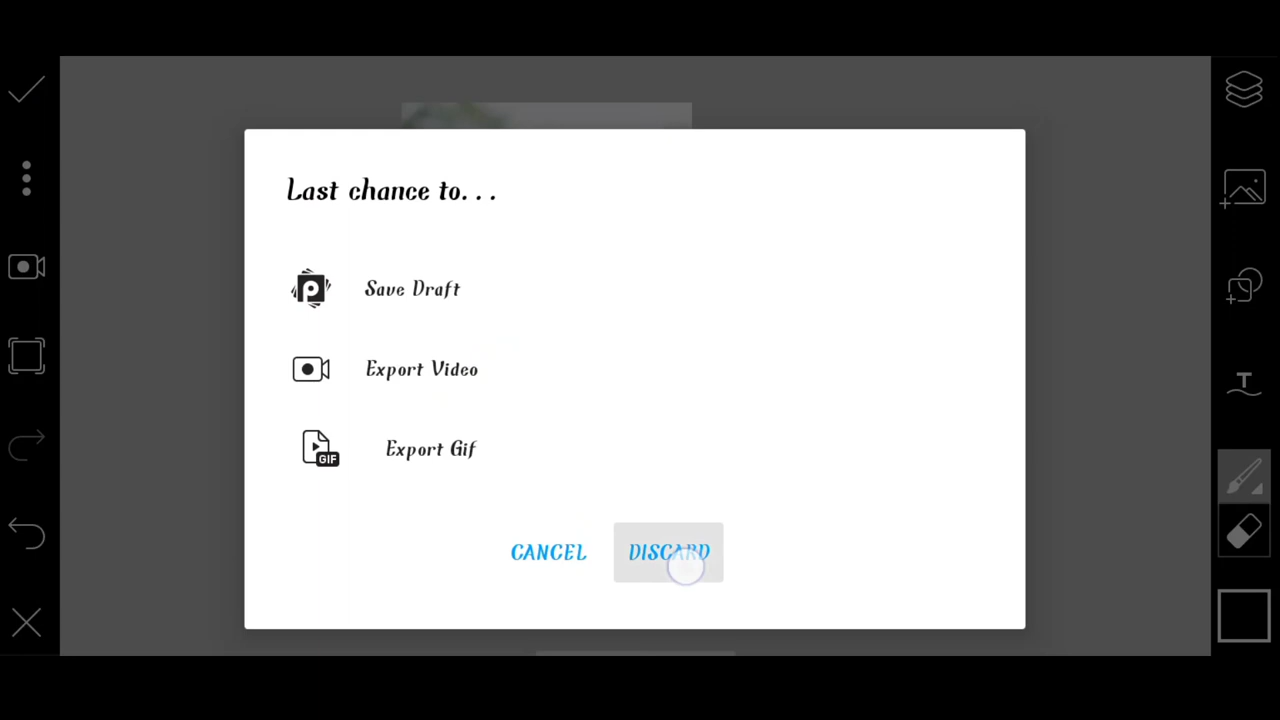 Last chance to...
Save Draft
Export Video
GIF
Export Gif
CANCEL
DISCARD
T